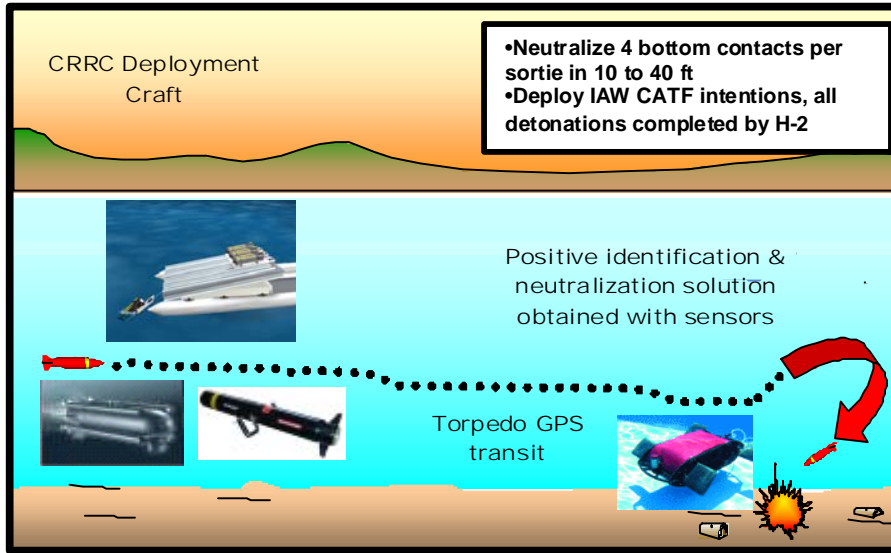 CRRC Deployment
Craft
•Neutralize 4 bottom contacts per
sortie in 10 to 40 ft
•Deploy IAW CATF intentions, all
detonations completed by H-2
Positive identification &
neutralization solution
obtained with sensors
Torpedo GPS
transit